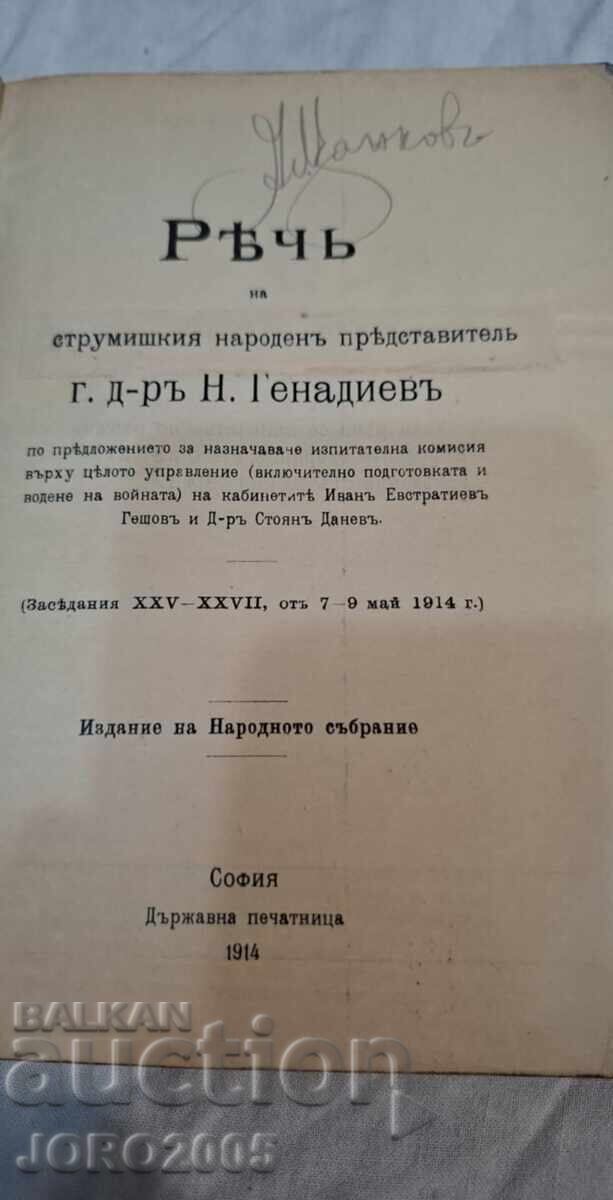 Рѣчь
на
струмишкия народенъ прѣдставитель
г. д-ръ Н. Генадиевъ
по прѣдложението за назначаваче изпитателна комисия
върху цѣлото управление (включително подготовката и
водене на войната) на кабинетитѣ Иванъ Евстратиевъ
Гешовъ и Д-ръ Стоянъ Даневъ.
(Засѣдания XXV—XXVII, отъ 7—9 май 1914 г.)
Издание на Народното събрание
София
Държавна печатница
1914
BALKAN
auction
JORO2005